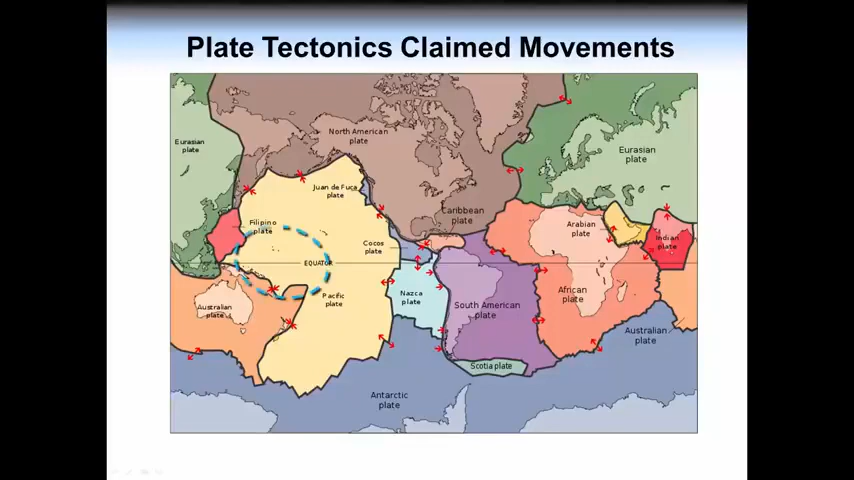 Plate Tectonics Claimed Movements
North American
plate
Eurasian
plate
Eurasian
plate
Juan de Fuca
plate
Caribbean
plate
Filipino
plate
Arabian
plate
Cocos
plate
Indian
plate
EQUATOR
Pacific
plate
Nazca
plate
African
plate
Australian
plate
South American
plate
Australian
plate
Scotia plate
Antarctic
plate